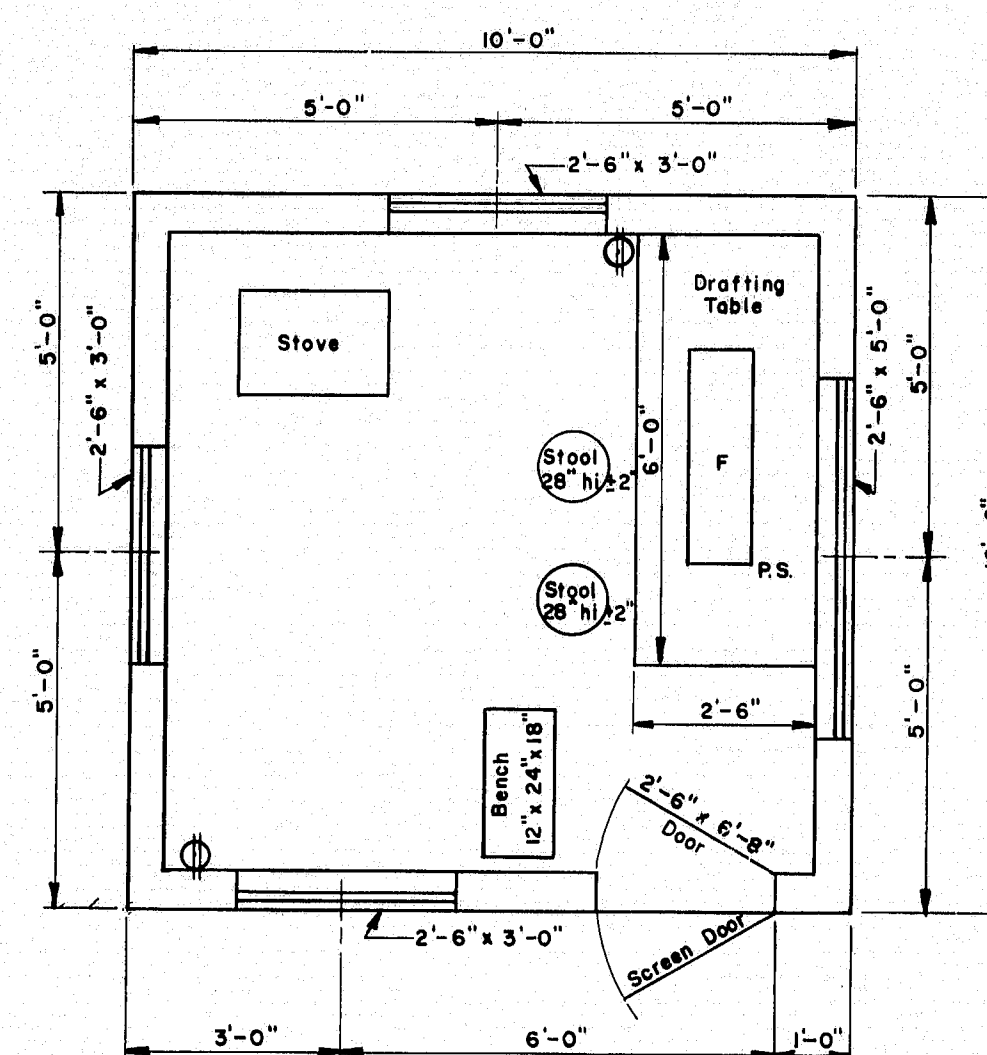 10'-0"
5'-0"
5'-0"
2'-6" x 3'-0"
Drafting
Table
Stove
5'-0"
2'-6" x 3'-0"
6'-0"
F
2'-6" x 5'-0"
5'-0"
Stool
28" hi ±2"
P.S.
Stool
28" hi ±2"
5'-0"
2'-6"
5'-0"
Bench
12" x 24" x 18"
2'-6" x 6'-8"
Door
2'-6" x 3'-0"
Screen Door
3'-0"
6'-0"
1'-0"